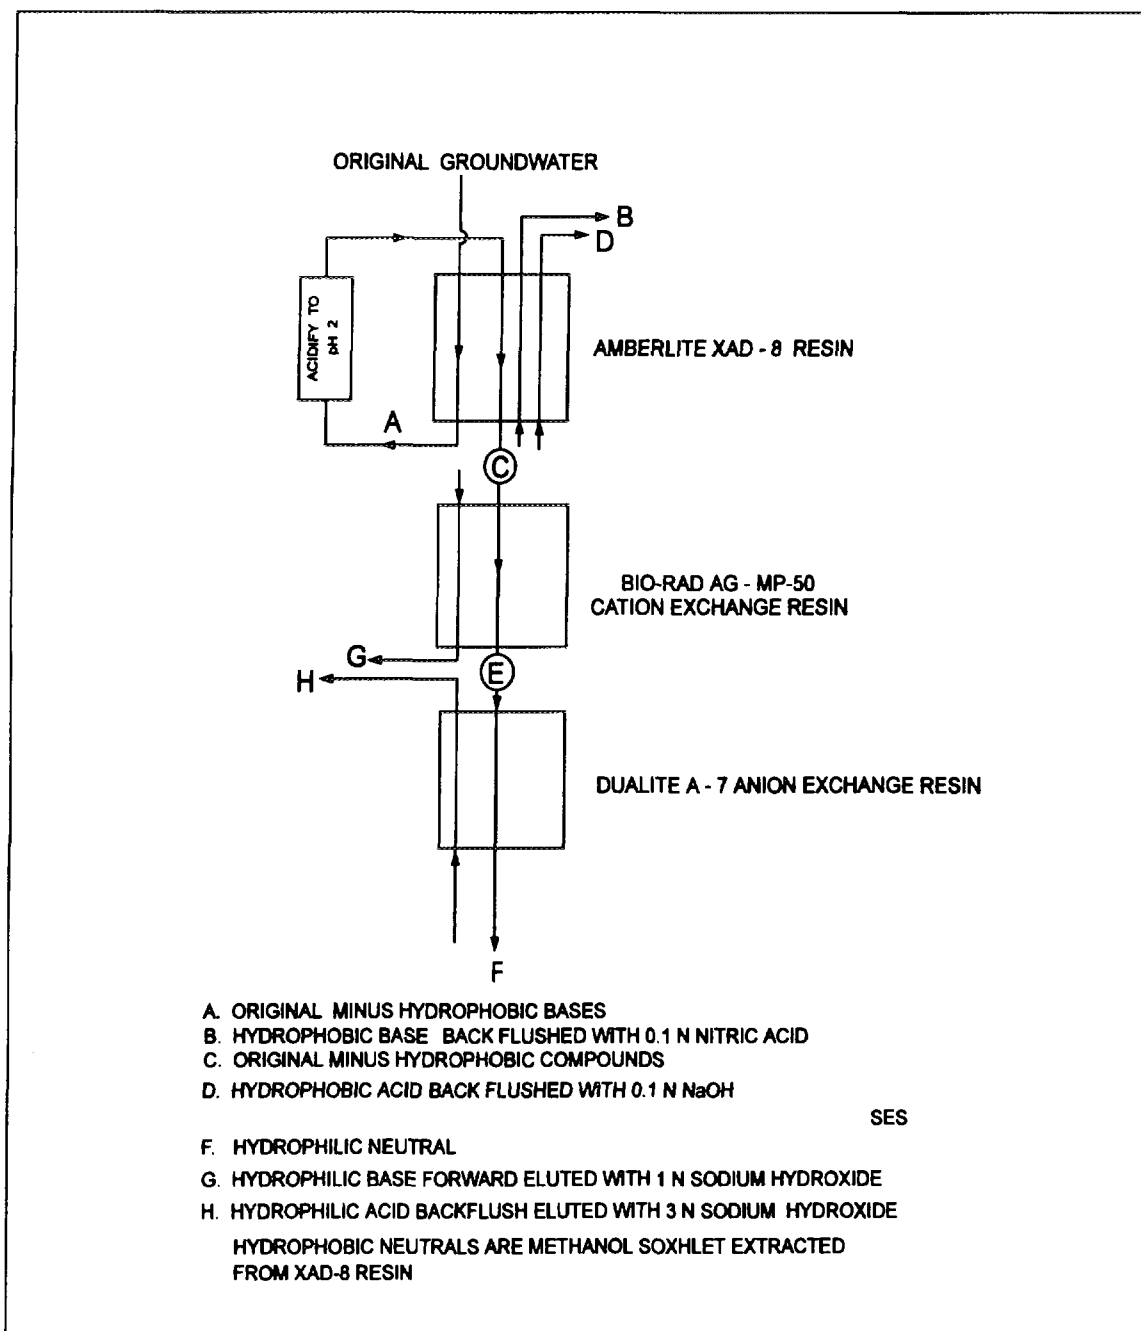 ORIGINAL GROUNDWATER
B
D
ACIDIFY TO
pH 2
AMBERLITE XAD - 8 RESIN
A
C
BIO-RAD AG - MP-50
CATION EXCHANGE RESIN
G
E
H
DUALITE A - 7 ANION EXCHANGE RESIN
F
A. ORIGINAL MINUS HYDROPHOBIC BASES
B. HYDROPHOBIC BASE BACK FLUSHED WITH 0.1 N NITRIC ACID
C. ORIGINAL MINUS HYDROPHOBIC COMPOUNDS
D. HYDROPHOBIC ACID BACK FLUSHED WITH 0.1 N NaOH
SES
F. HYDROPHILIC NEUTRAL
G. HYDROPHILIC BASE FORWARD ELUTED WITH 1 N SODIUM HYDROXIDE
H. HYDROPHILIC ACID BACKFLUSH ELUTED WITH 3 N SODIUM HYDROXIDE
HYDROPHOBIC NEUTRALS ARE METHANOL SOXHLET EXTRACTED
FROM XAD-8 RESIN